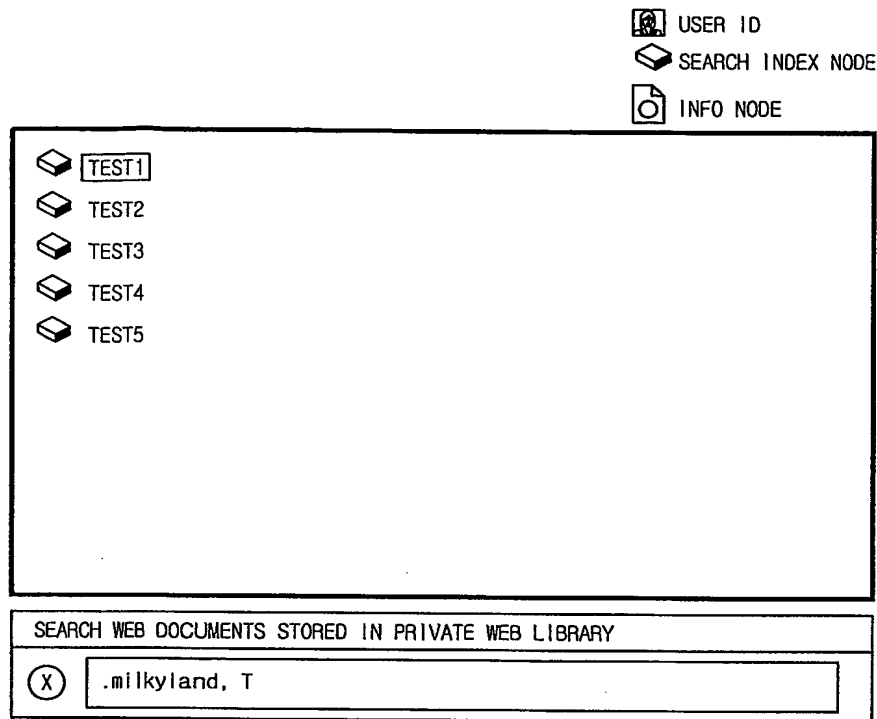 USER ID
SEARCH INDEX NODE
INFO NODE
TEST1
TEST2
TEST3
TEST4
TEST5
SEARCH WEB DOCUMENTS STORED IN PRIVATE WEB LIBRARY
X
.milkyland, T